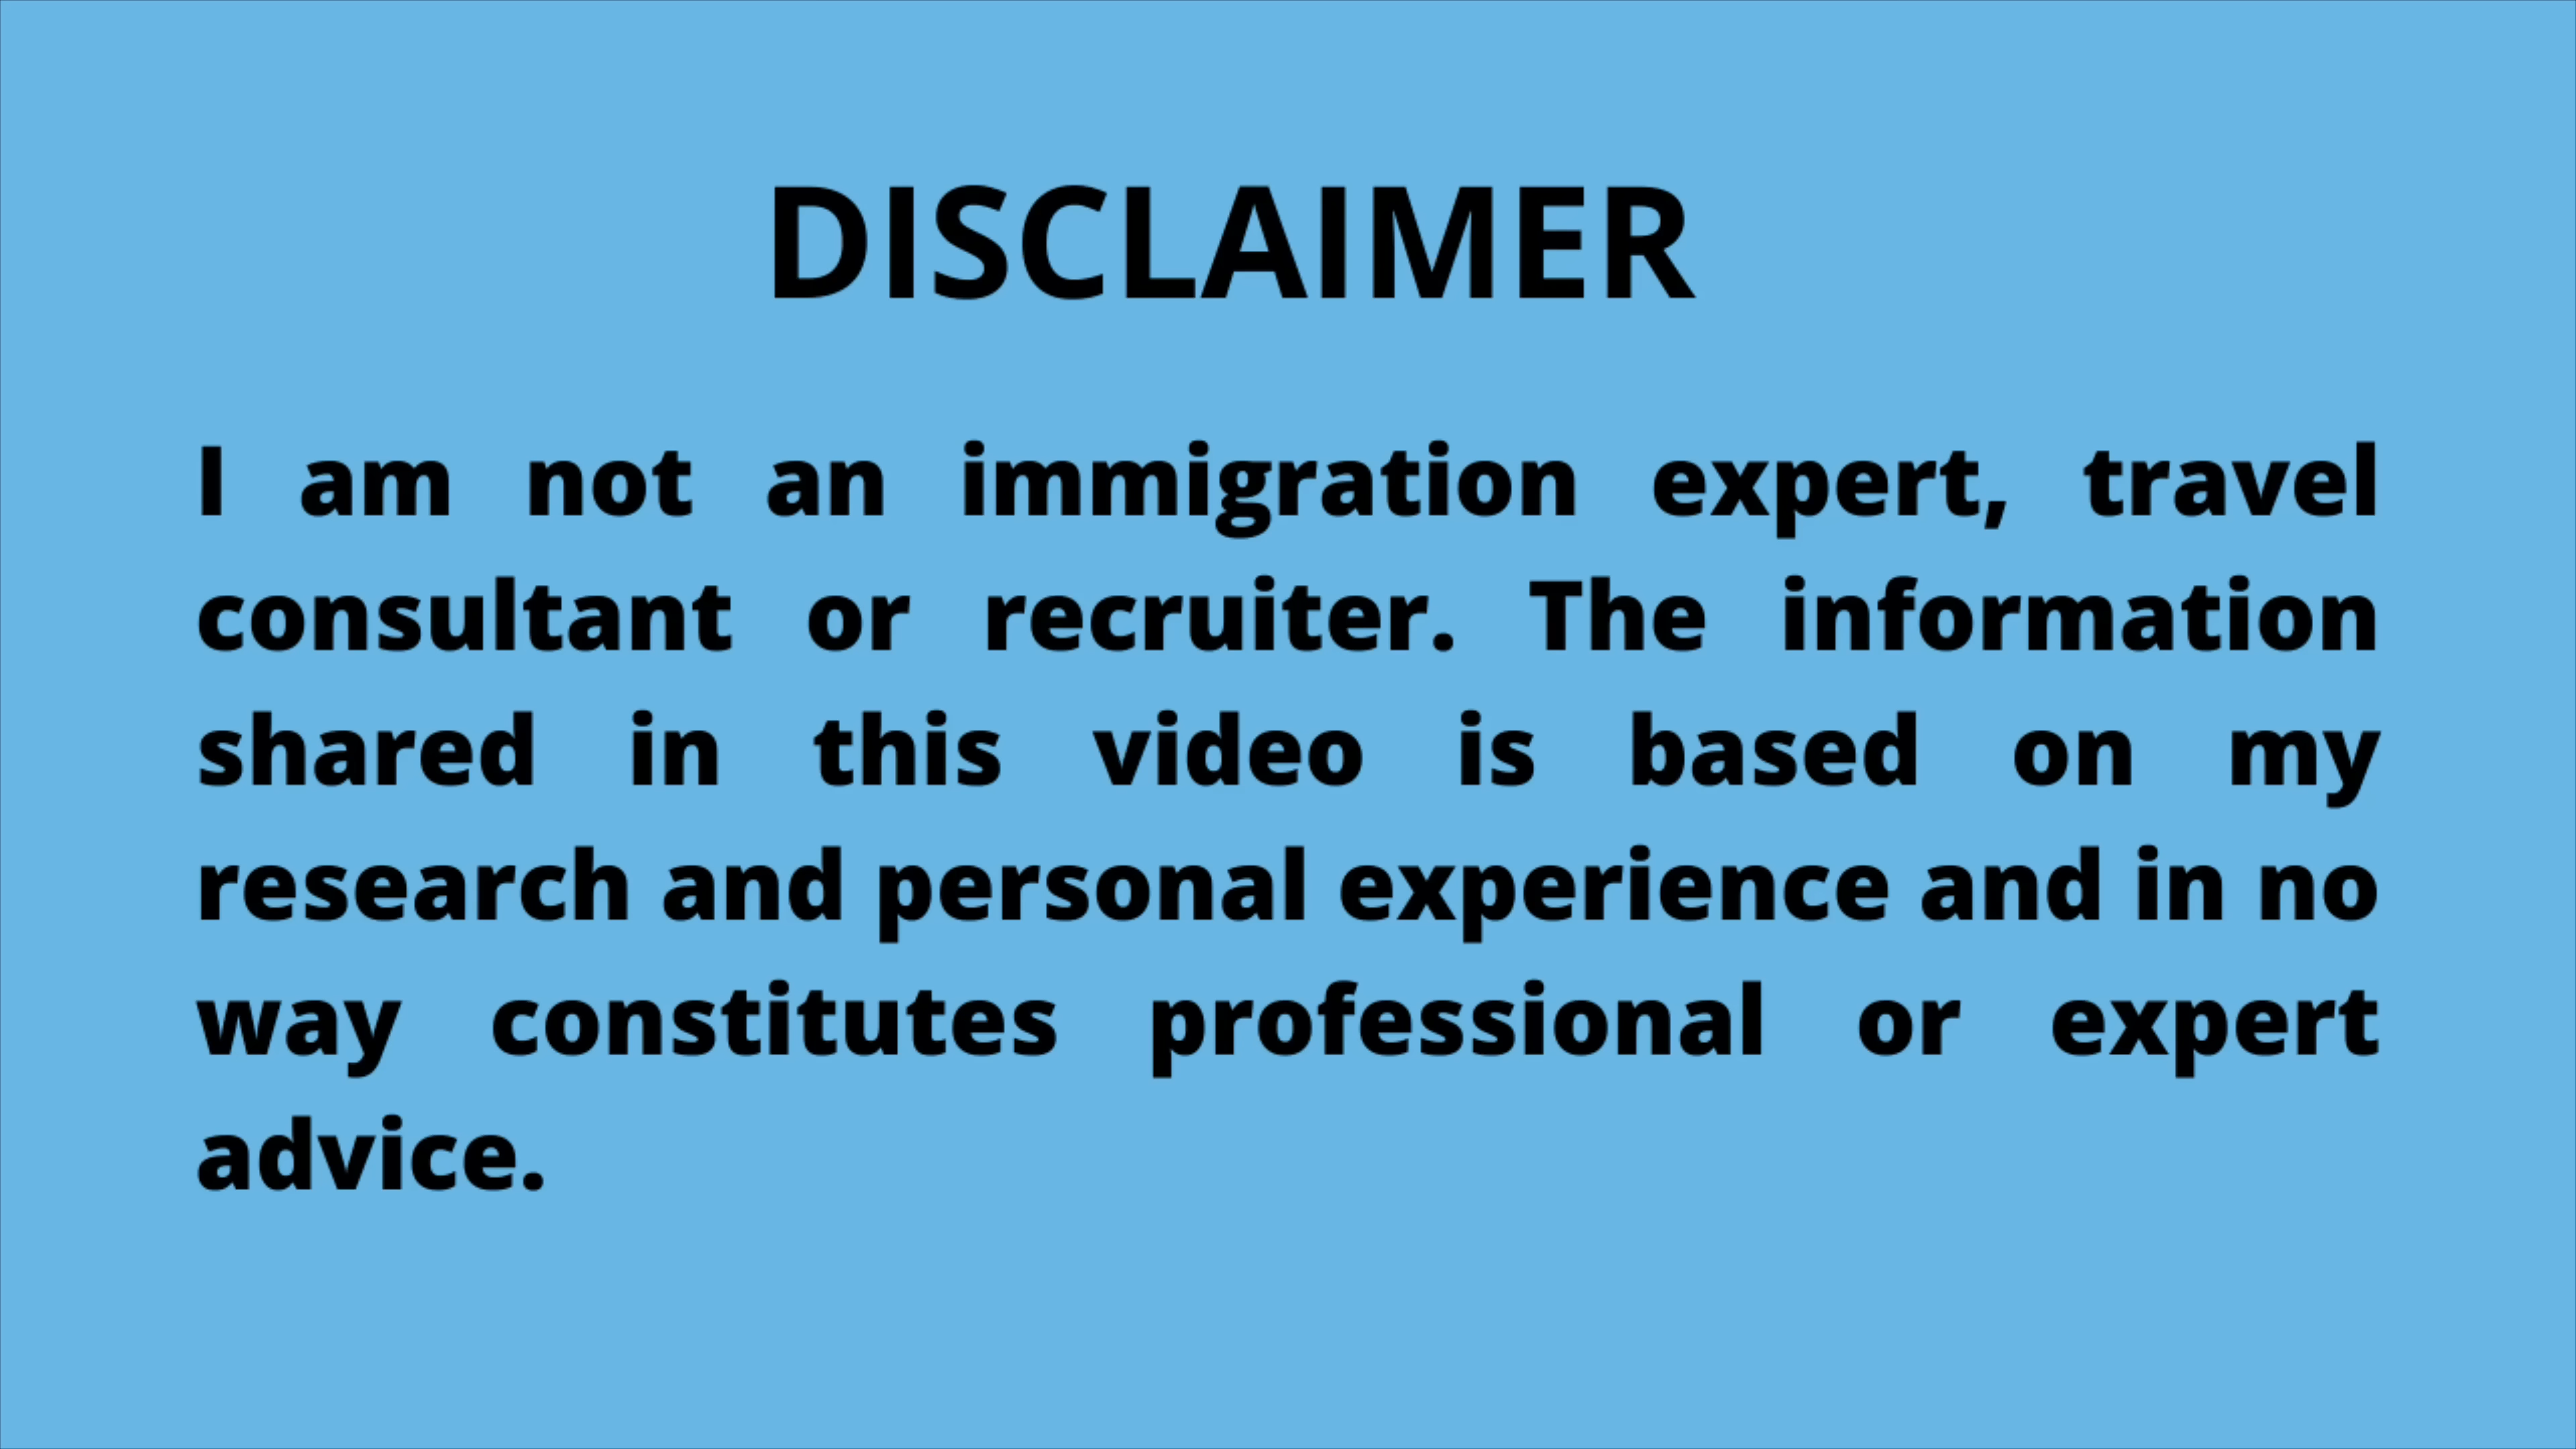 DISCLAIMER
I am not an immigration expert, travel
consultant or recruiter. The information
shared in this video is based on my
research and personal experience and in no
way constitutes professional or expert
advice.